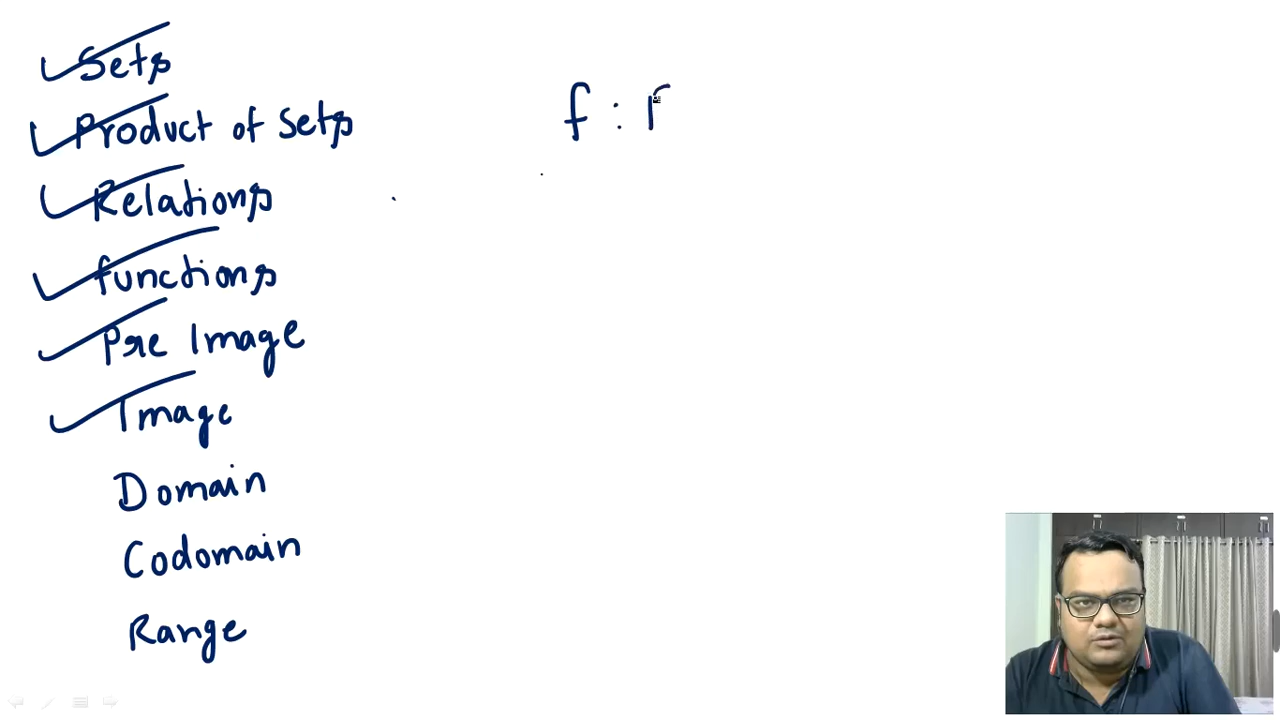 Sets
Product of Sets
Relations
functions
Pre Image
Image
Domain
Codomain
Range
f :